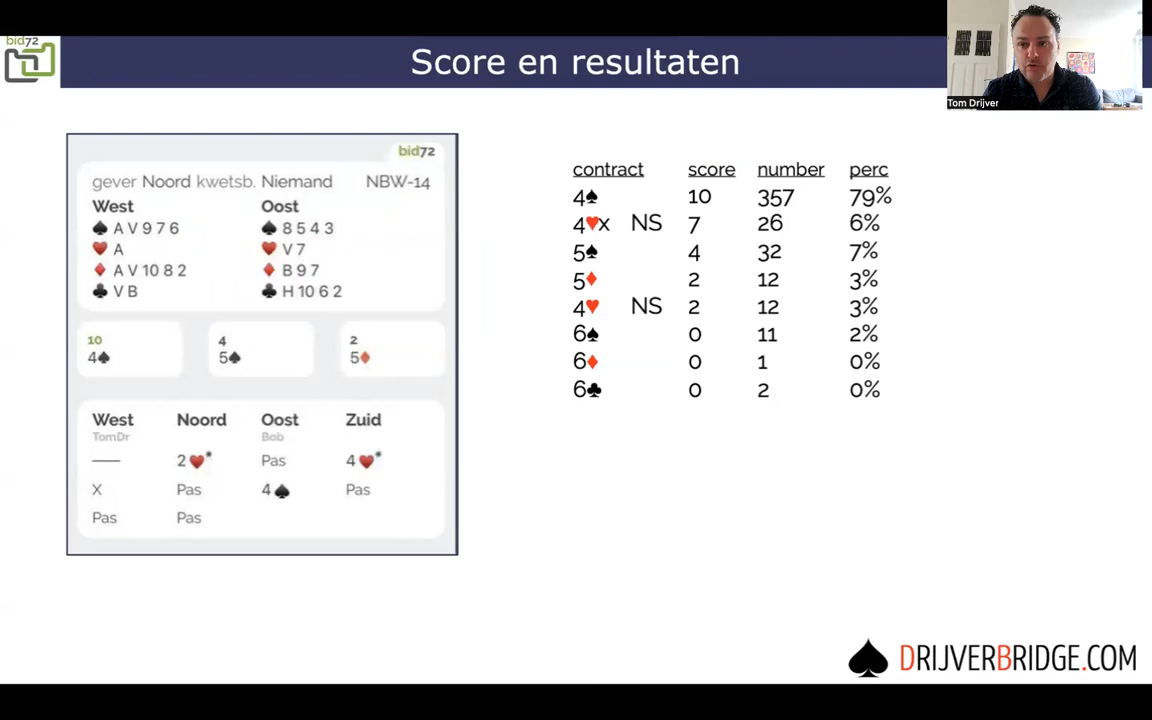 bid72
Score en resultaten
Tom Drijver
bid72
gever Noord kwetsb. Niemand NBW-14
West Oost
♠ A V 9 7 6 ♠ 8 5 4 3
♥ A ♥ V 7
♦ A V 10 8 2 ♦ B 9 7
♣ V B ♣ H 10 6 2
10 4 2
4♠ 5♠ 5♦
West Noord Oost Zuid
TomDr Bob
— 2♥* Pas 4♥*
X Pas 4♠ Pas
Pas Pas
contract score number perc
4♠ 10 357 79%
4♥x NS 7 26 6%
5♠ 4 32 7%
5♦ 2 12 3%
4♥ NS 2 12 3%
6♠ 0 11 2%
6♦ 0 1 0%
6♣ 0 2 0%
DRIJVERBRIDGE.COM